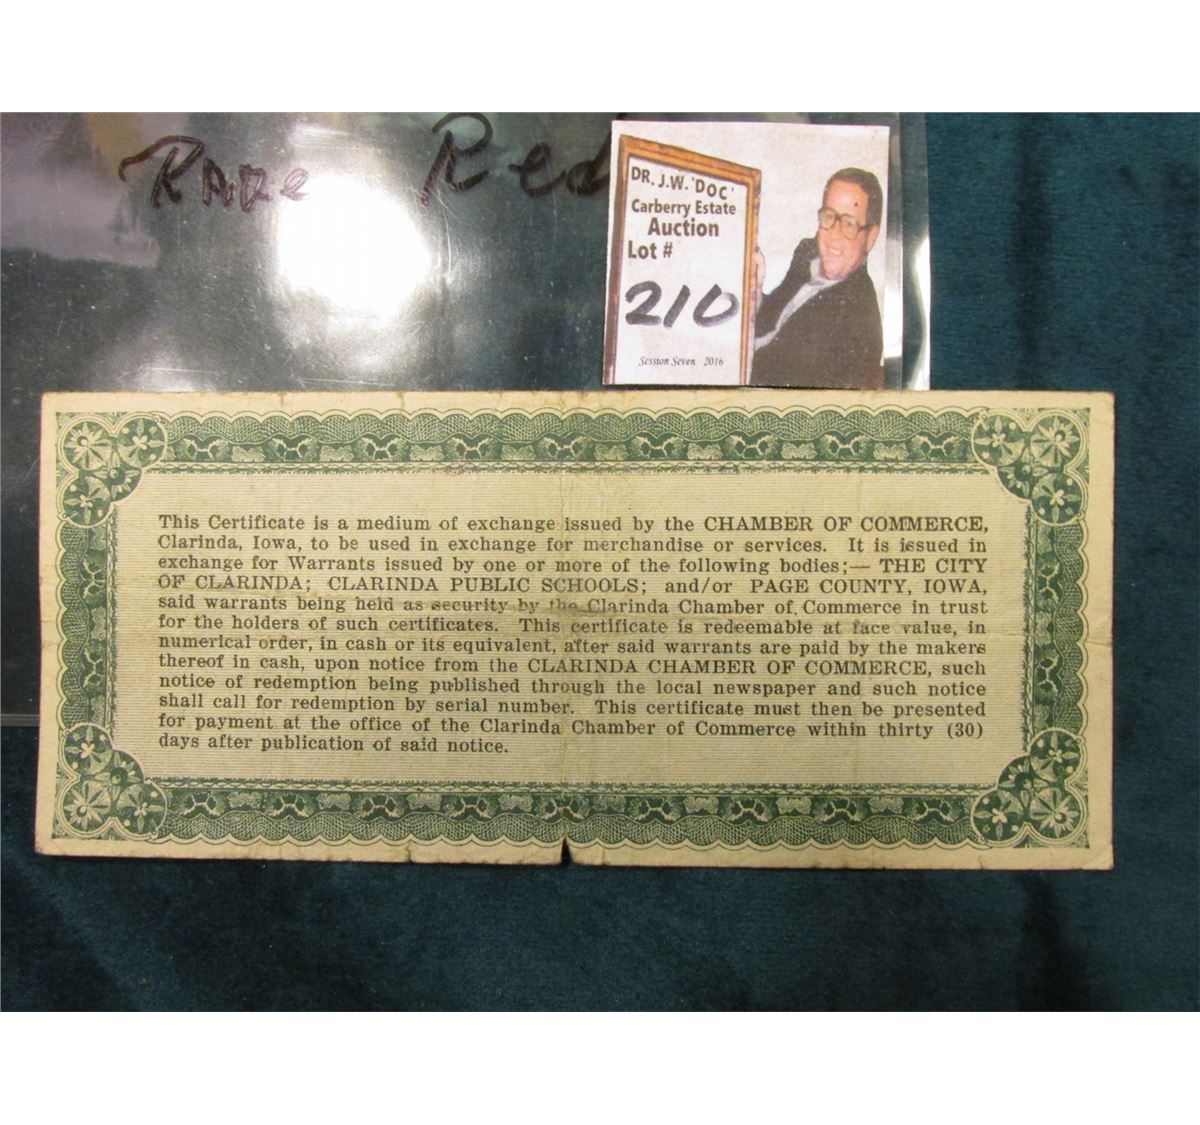 Rare Red
DR. J.W. 'DOC'
Carberry Estate
Auction
Lot #
210
Session Seven 2016
This Certificate is a medium of exchange issued by the CHAMBER OF COMMERCE,
Clarinda, Iowa, to be used in exchange for merchandise or services. It is issued in
exchange for Warrants issued by one or more of the following bodies;— THE CITY
OF CLARINDA; CLARINDA PUBLIC SCHOOLS; and/or PAGE COUNTY, IOWA,
said warrants being held as security by the Clarinda Chamber of Commerce in trust
for the holders of such certificates. This certificate is redeemable at face value, in
numerical order, in cash or its equivalent, after said warrants are paid by the makers
thereof in cash, upon notice from the CLARINDA CHAMBER OF COMMERCE, such
notice of redemption being published through the local newspaper and such notice
shall call for redemption by serial number. This certificate must then be presented
for payment at the office of the Clarinda Chamber of Commerce within thirty (30)
days after publication of said notice.